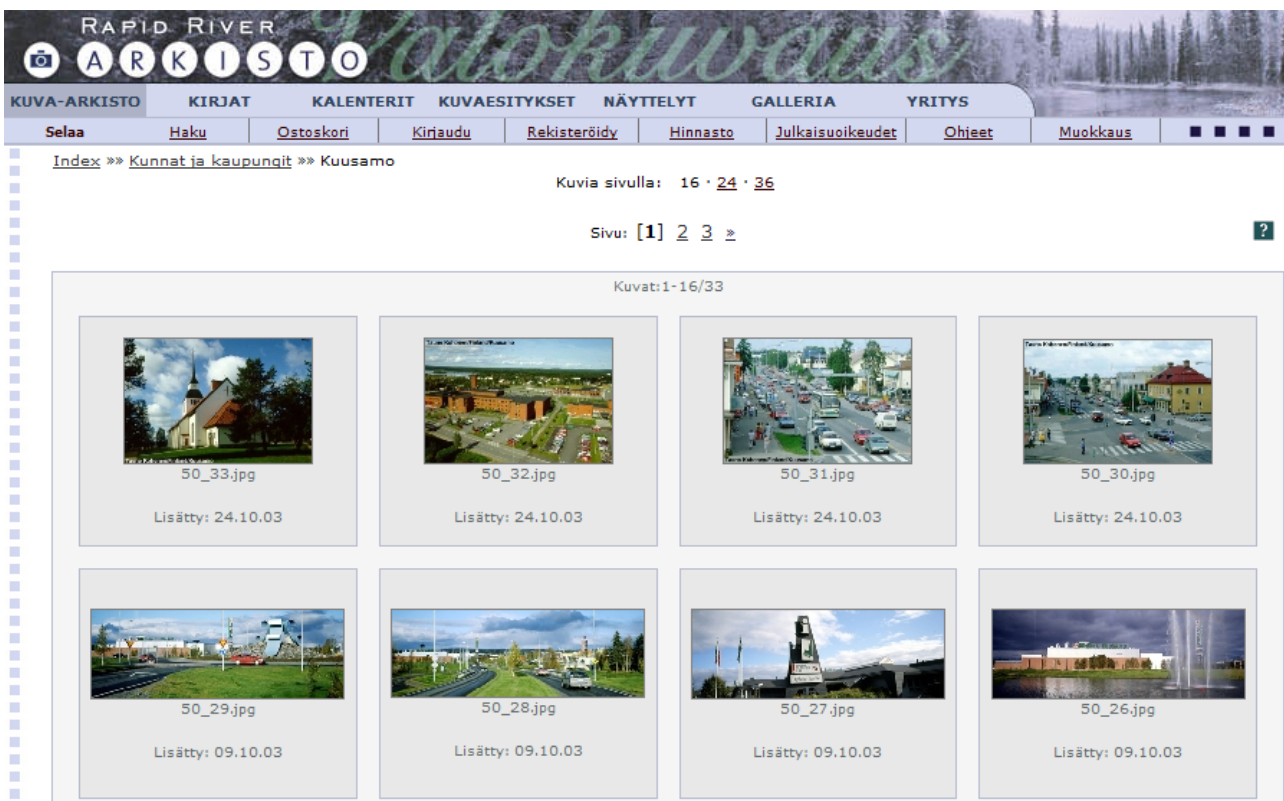 RAPID RIVER
ARKISTO
Valokuvaus
KUVA-ARKISTO KIRJAT KALENTERIT KUVAESITYKSET NÄYTTELYT GALLERIA YRITYS
Selaa Haku Ostoskori Kirjaudu Rekisteröidy Hinnasto Julkaisuoikeudet Ohjeet Muokkaus
Index »» Kunnat ja kaupungit »» Kuusamo
Kuvia sivulla: 16 · 24 · 36
Sivu: [1] 2 3 »
?
Kuvat:1-16/33
50_33.jpg 50_32.jpg 50_31.jpg 50_30.jpg
Lisätty: 24.10.03 Lisätty: 24.10.03 Lisätty: 24.10.03 Lisätty: 24.10.03
50_29.jpg 50_28.jpg 50_27.jpg 50_26.jpg
Lisätty: 09.10.03 Lisätty: 09.10.03 Lisätty: 09.10.03 Lisätty: 09.10.03